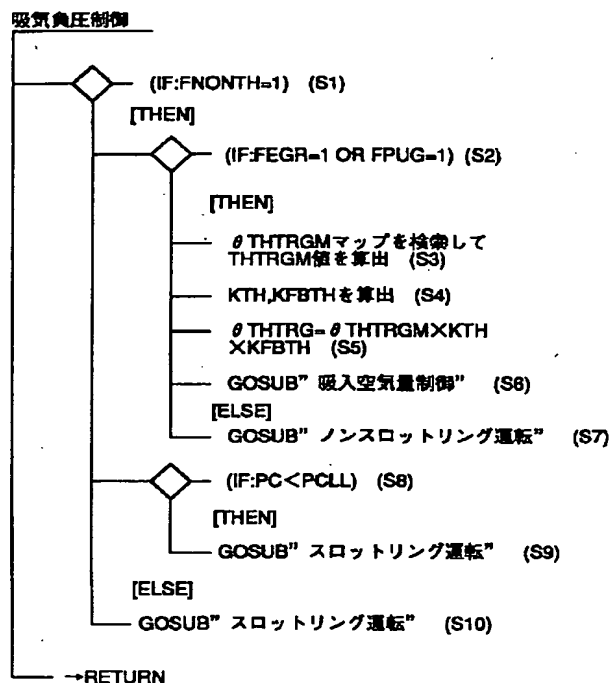 吸気負圧制御
(IF:FNONTH=1) (S1)
[THEN]
(IF:FEGR=1 OR FPUG=1) (S2)
[THEN]
θTHTRGMマップを検索して
THTRGM値を算出 (S3)
KTH,KFBTHを算出 (S4)
θTHTRG=θTHTRGM×KTH
×KFBTH (S5)
GOSUB" 吸入空気量制御" (S6)
[ELSE]
GOSUB" ノンスロットリング運転" (S7)
(IF:PC<PCLL) (S8)
[THEN]
GOSUB" スロットリング運転" (S9)
[ELSE]
GOSUB" スロットリング運転" (S10)
→RETURN